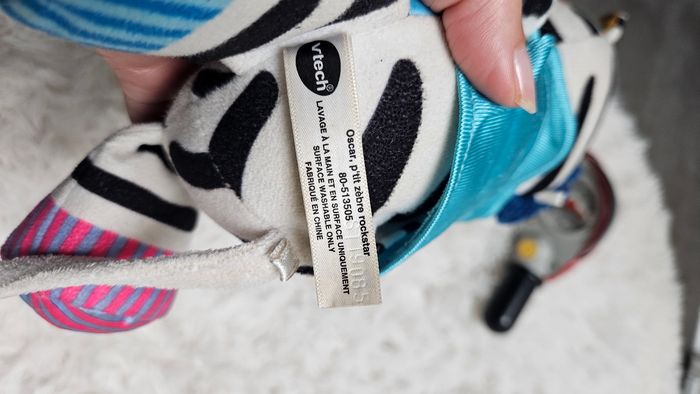 vtech®
Oscar, p'tit zèbre rockstar
80-513505
LAVAGE À LA MAIN ET EN SURFACE UNIQUEMENT
SURFACE WASHABLE ONLY
FABRIQUÉ EN CHINE